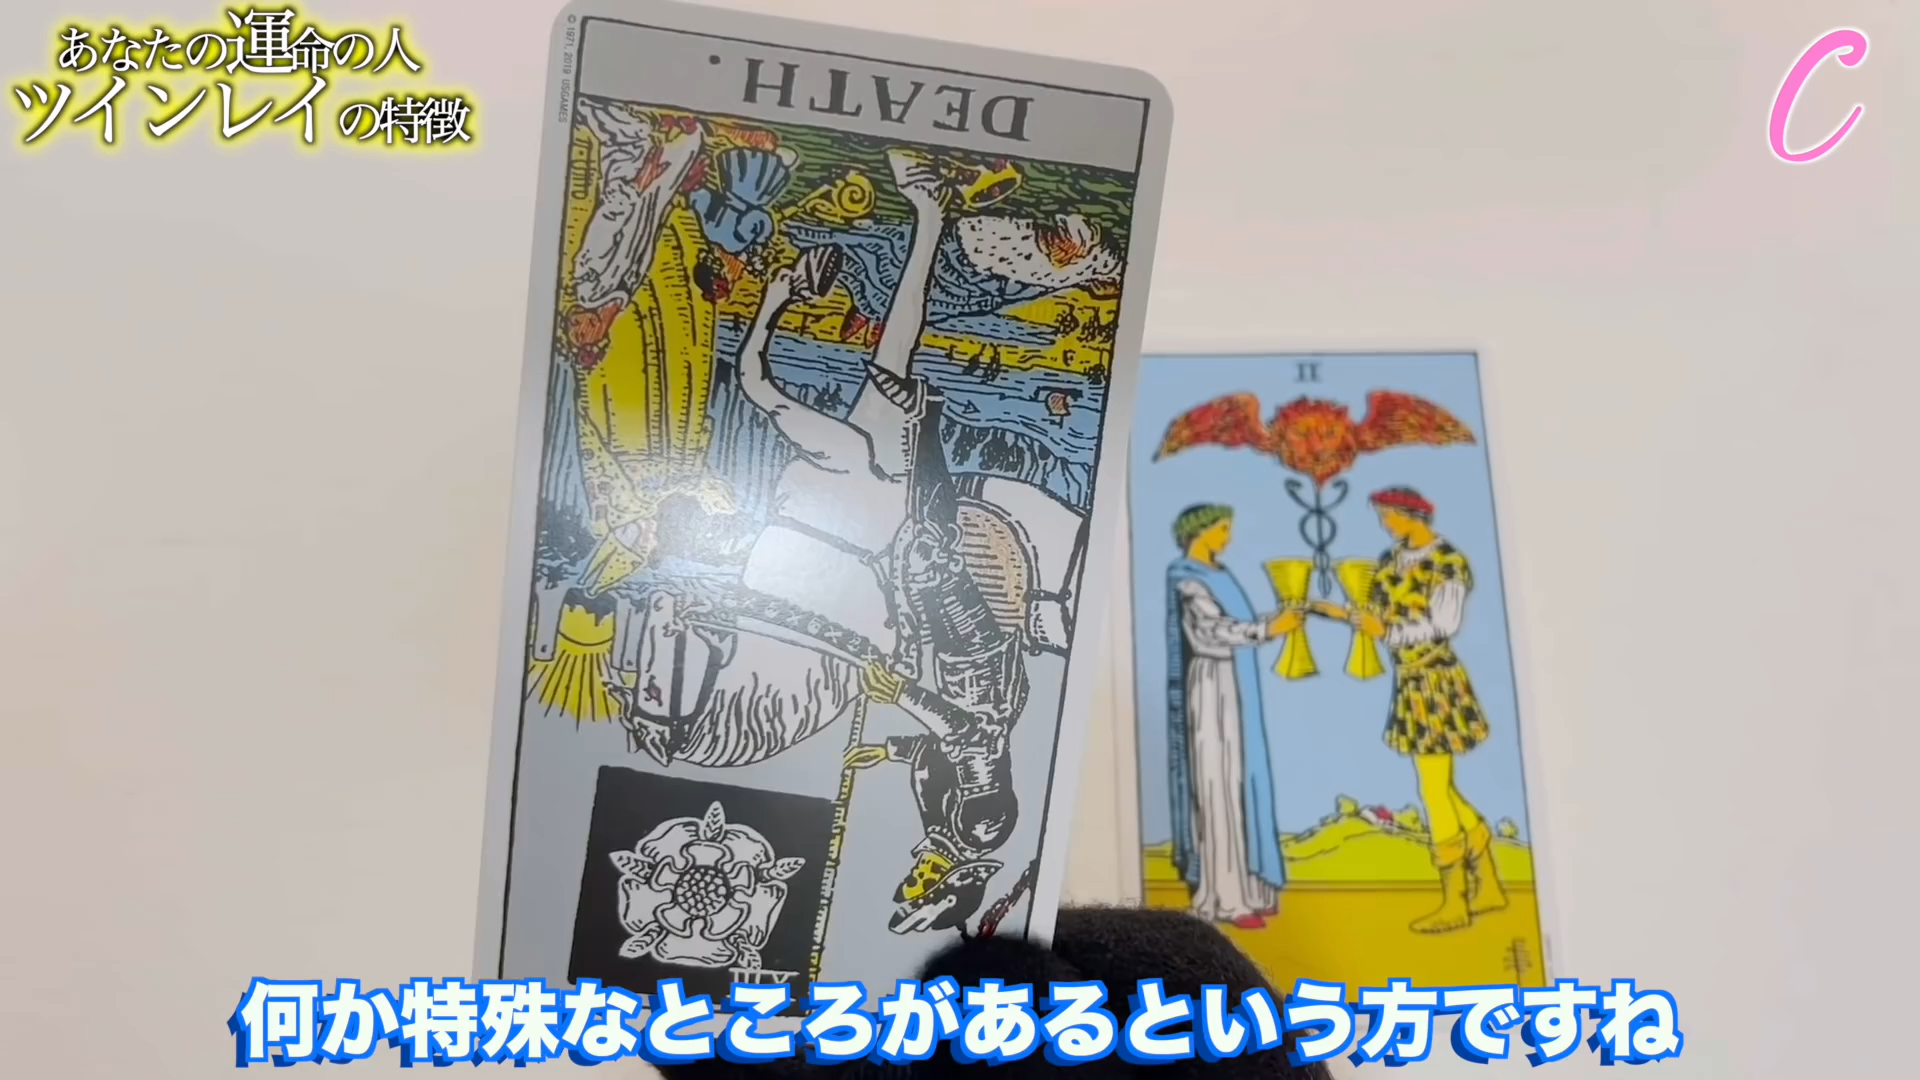 あなたの運命の人
ツインレイの特徴
C
© 1971, 2019 USGAMES
DEATH.
II
XIII
何か特殊なところがあるという方ですね